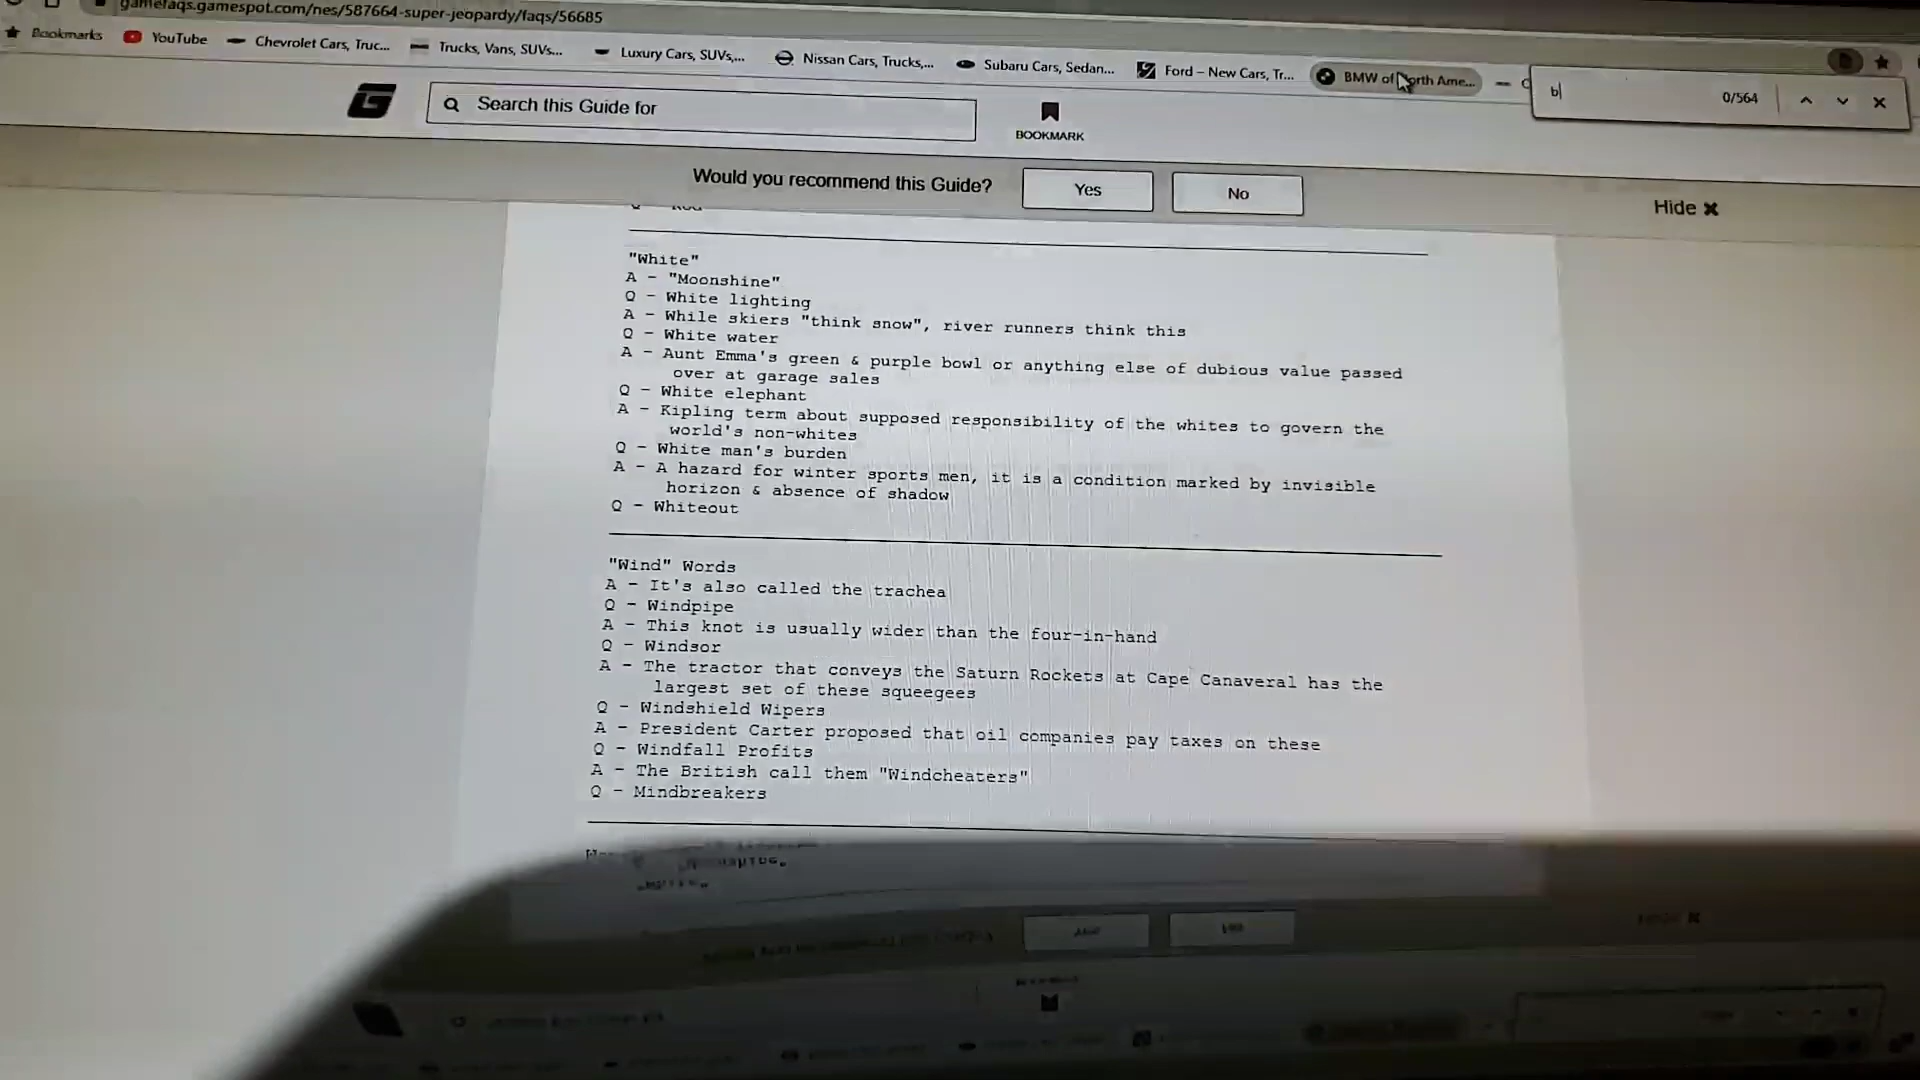 gamefaqs.gamespot.com/nes/587664-super-jeopardy/faqs/56685
Bookmarks YouTube Chevrolet Cars, Truc... Trucks, Vans, SUVs... Luxury Cars, SUVs,... Nissan Cars, Trucks,... Subaru Cars, Sedan... Ford – New Cars, Tr... BMW of North Ame...
b 0/564
Search this Guide for
BOOKMARK
Would you recommend this Guide? Yes No
Hide
"White"
A - "Moonshine"
Q - White lighting
A - While skiers "think snow", river runners think this
Q - White water
A - Aunt Emma's green & purple bowl or anything else of dubious value passed
over at garage sales
Q - White elephant
A - Kipling term about supposed responsibility of the whites to govern the
world's non-whites
Q - White man's burden
A - A hazard for winter sports men, it is a condition marked by invisible
horizon & absence of shadow
Q - Whiteout
"Wind" Words
A - It's also called the trachea
Q - Windpipe
A - This knot is usually wider than the four-in-hand
Q - Windsor
A - The tractor that conveys the Saturn Rockets at Cape Canaveral has the
largest set of these squeegees
Q - Windshield Wipers
A - President Carter proposed that oil companies pay taxes on these
Q - Windfall Profits
A - The British call them "Windcheaters"
Q - Mindbreakers